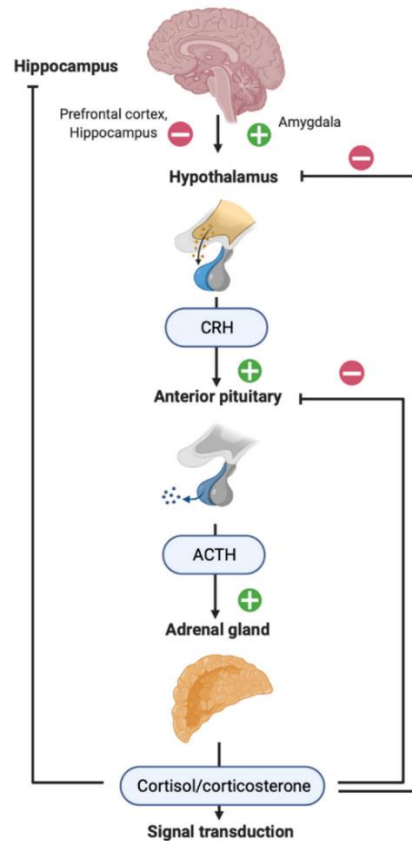 Hippocampus
Prefrontal cortex,
Hippocampus
Amygdala
Hypothalamus
CRH
Anterior pituitary
ACTH
Adrenal gland
Cortisol/corticosterone
Signal transduction